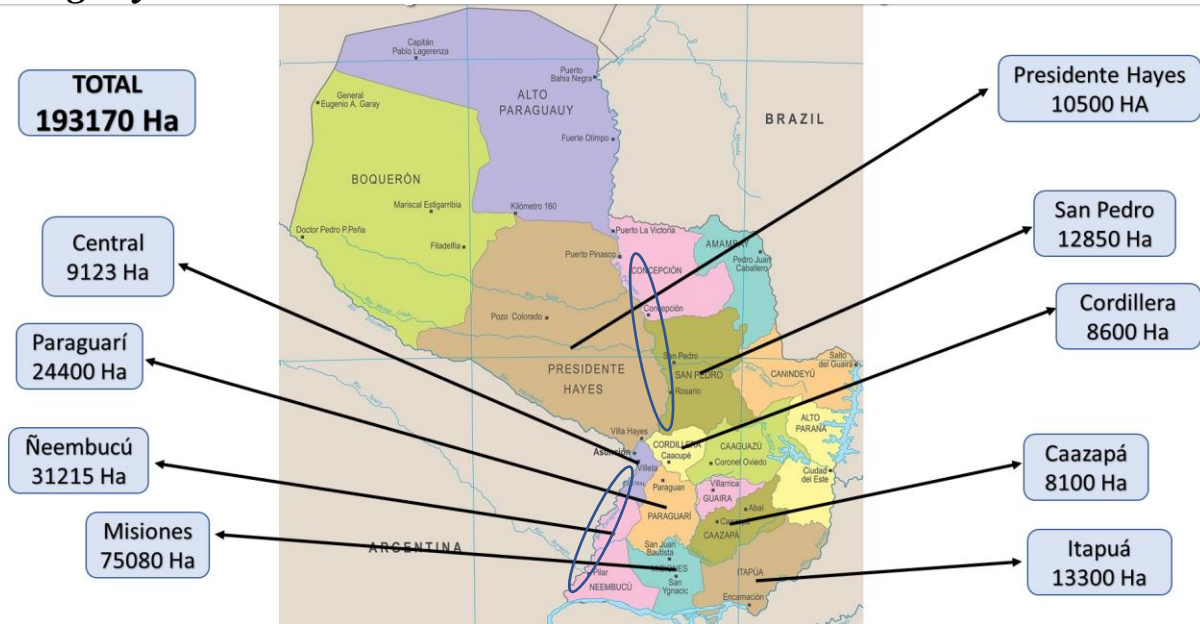 TOTAL
193170 Ha
Central
9123 Ha
Paraguarí
24400 Ha
Ñeembucú
31215 Ha
Misiones
75080 Ha
Presidente Hayes
10500 HA
San Pedro
12850 Ha
Cordillera
8600 Ha
Caazapá
8100 Ha
Itapuá
13300 Ha
Capitán
Pablo Lagerenza
Puerto
Bahia Negra
General
Eugenio A. Garay
ALTO
PARAGUAUY
BRAZIL
Fuerte Olimpo
BOQUERÓN
Mariscal Estigarribia
Kilómetro 160
Doctor Pedro P.Peña
Filadelfia
Puerto La Victoria
AMAMBAY
Puerto Pinasco
CONCEPCIÓN
Pedro Juan
Caballero
Concepción
Pozo Colorado
San Pedro
SAN PEDRO
Salto
del Guairá
CANINDEYÚ
PRESIDENTE
HAYES
Rosario
ALTO
PARANÁ
Villa Hayes
CORDILLERA
Caacupé
CAAGUAZÚ
Asunción
Coronel Oviedo
Villeta
Ciudad
del Este
CENTRAL
Paraguari
Villarrica
GUAIRA
PARAGUARÍ
Abaí
Caazapá
CAAZAPÁ
ARGENTINA
San Juan
Bautista
MISIONES
San
Ygnacic
Pilar
NEEMBUCÚ
ITAPÚA
Encarnación